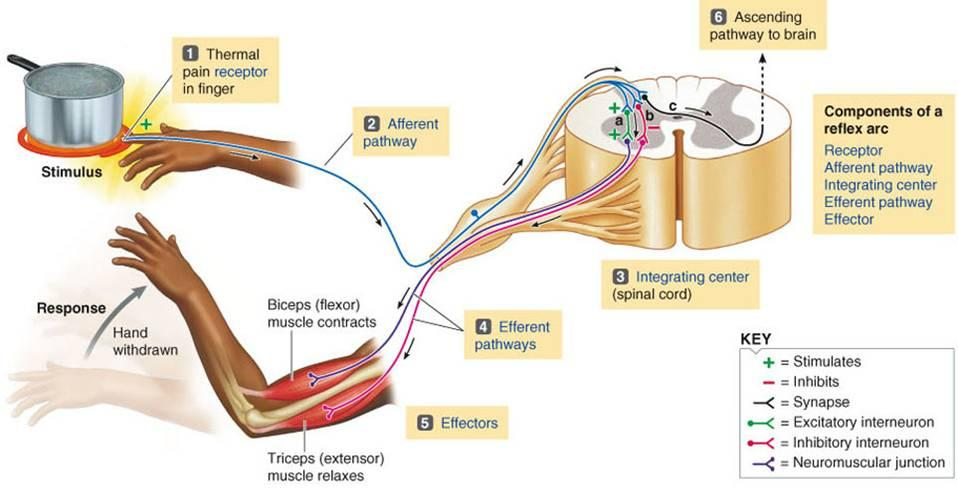 6 Ascending
pathway to brain
1 Thermal
pain receptor
in finger
2 Afferent
pathway
Stimulus
+
+
a
+
b
c
Components of a
reflex arc
Receptor
Afferent pathway
Integrating center
Efferent pathway
Effector
3 Integrating center
(spinal cord)
Response
Hand
withdrawn
Biceps (flexor)
muscle contracts
4 Efferent
pathways
5 Effectors
Triceps (extensor)
muscle relaxes
KEY
+ = Stimulates
− = Inhibits
= Synapse
= Excitatory interneuron
= Inhibitory interneuron
= Neuromuscular junction